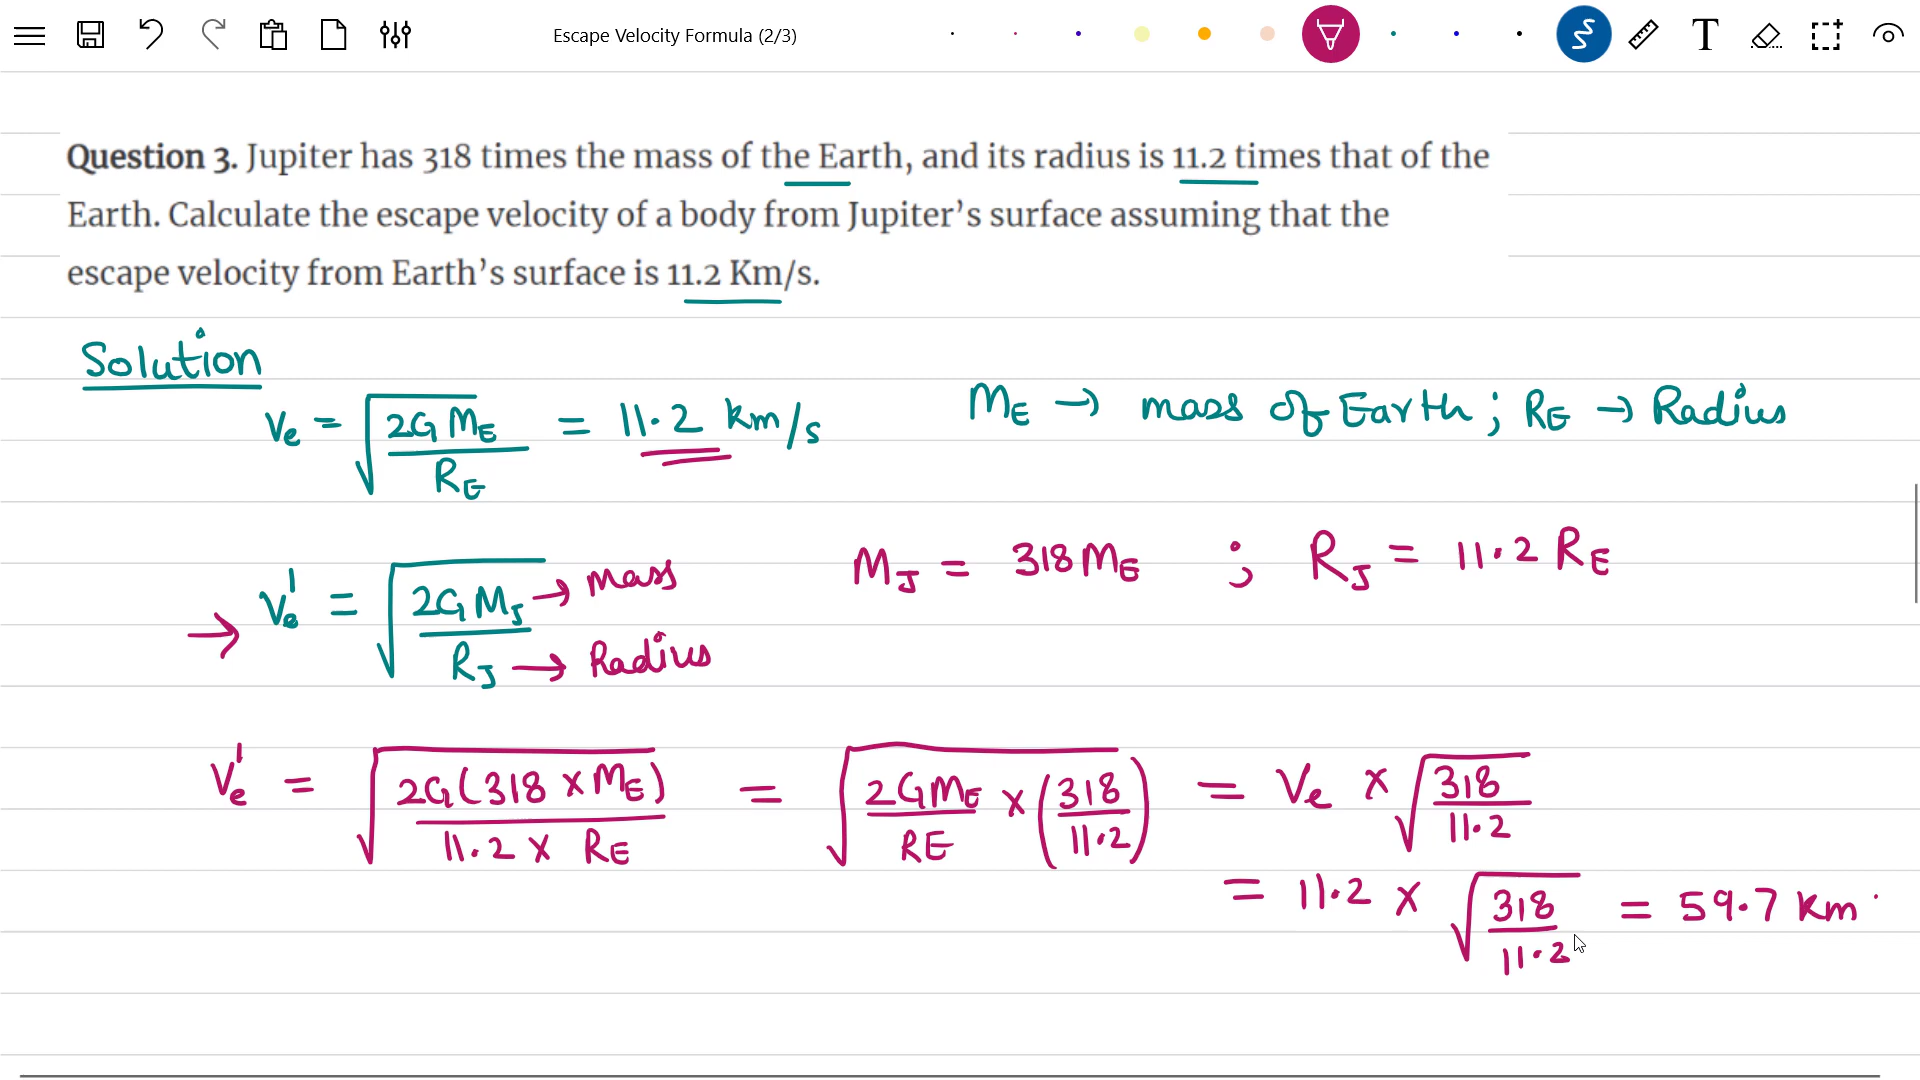 Escape Velocity Formula (2/3)
T
Question 3. Jupiter has 318 times the mass of the Earth, and its radius is 11.2 times that of the
Earth. Calculate the escape velocity of a body from Jupiter's surface assuming that the
escape velocity from Earth's surface is 11.2 Km/s.
Solution
Ve = √(2GME / RE) = 11.2 km/s
ME → mass of Earth ; RE → Radius
→ Ve' = √(2GMJ / RJ) → mass → Radius
MJ = 318ME ; RJ = 11.2 RE
Ve' = √(2G(318 × ME) / 11.2 × RE) = √(2GME / RE × (318 / 11.2)) = Ve × √(318 / 11.2)
= 11.2 × √(318 / 11.2) = 59.7 Km